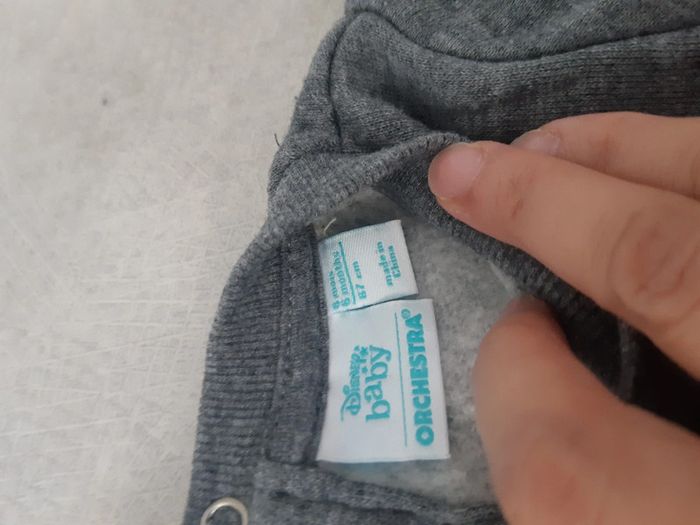 6 mois
6 months
67 cm
made in
China
Disney
baby
ORCHESTRA®